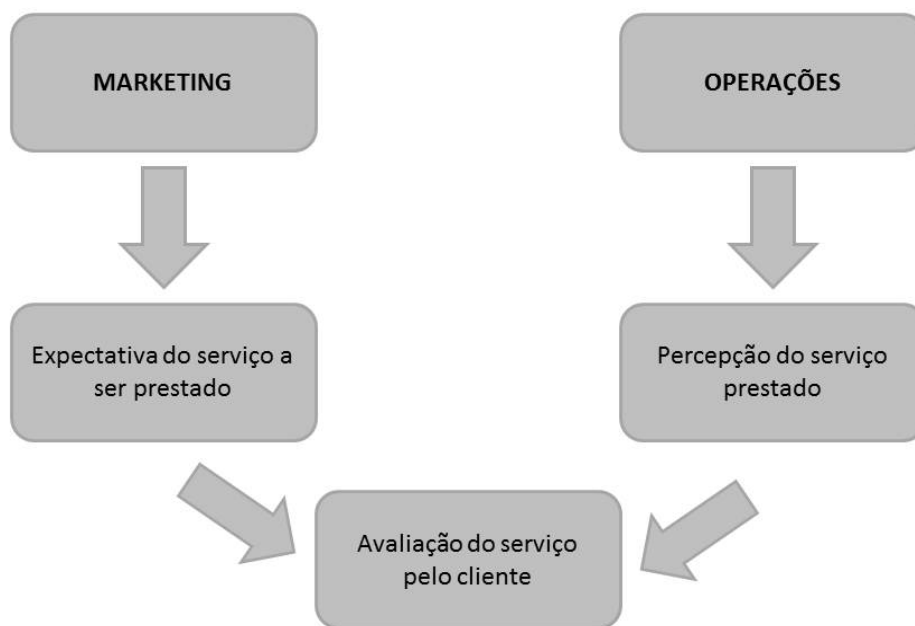 MARKETING
OPERAÇÕES
Expectativa do serviço a
ser prestado
Percepção do serviço
prestado
Avaliação do serviço
pelo cliente